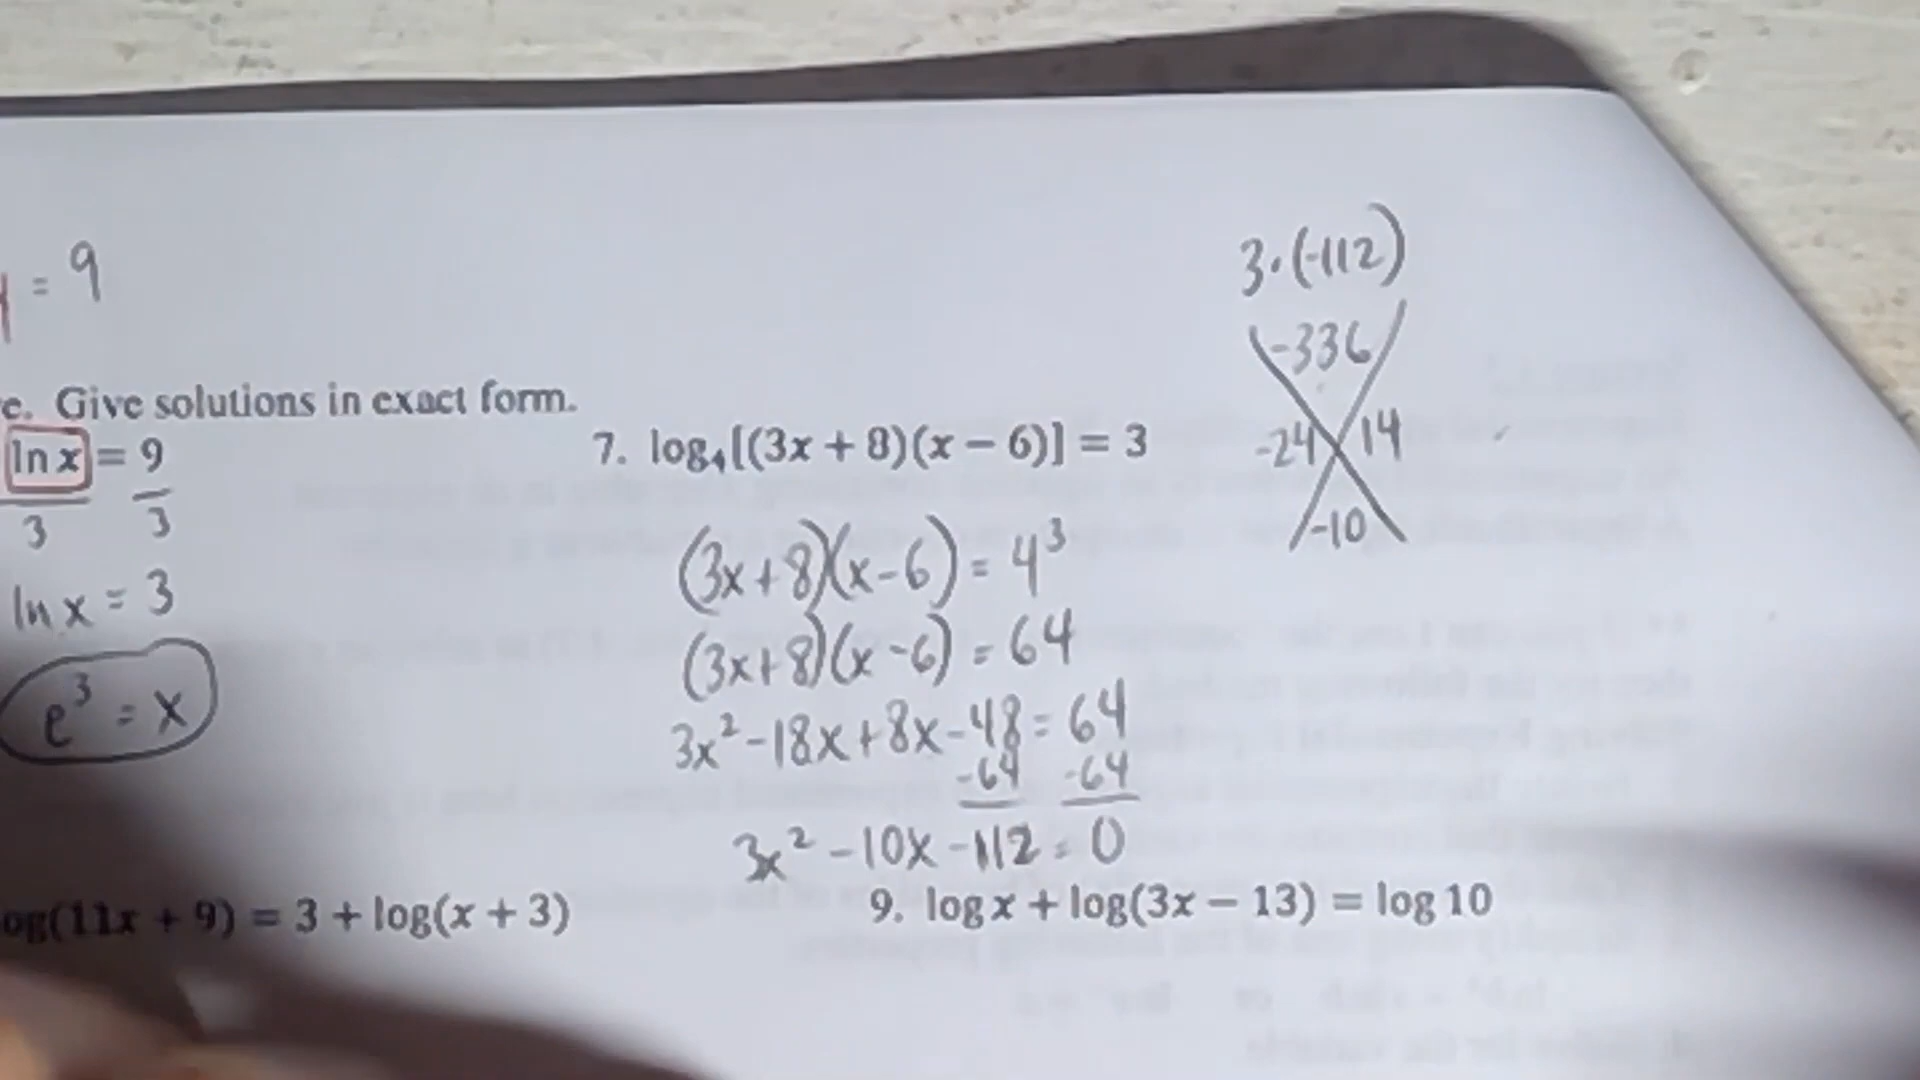 = 9
Give solutions in exact form.
ln x = 9
3 3
ln x = 3
e³ = x
7. log₄[(3x + 8)(x − 6)] = 3
(3x+8)(x-6) = 4³
(3x+8)(x-6) = 64
3x²-18x+8x-48 = 64
-64 -64
3x² -10x -112 = 0
3·(-112)
-336
-24 14
-10
(11x + 9) = 3 + log(x + 3)
9. log x + log(3x − 13) = log 10